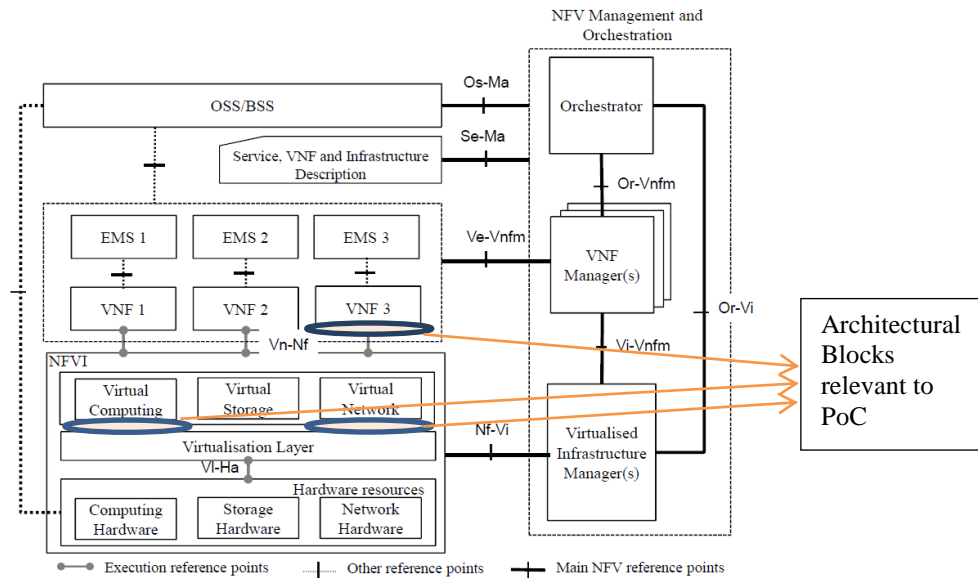 NFV Management and
Orchestration
Os-Ma
OSS/BSS
Orchestrator
Se-Ma
Service, VNF and Infrastructure
Description
Or-Vnfm
EMS 1
EMS 2
EMS 3
Ve-Vnfm
VNF
Manager(s)
VNF 1
VNF 2
VNF 3
Or-Vi
Architectural
Blocks
relevant to
PoC
Vn-Nf
NFVI
Vi-Vnfm
Virtual
Computing
Virtual
Storage
Virtual
Network
Nf-Vi
Virtualised
Infrastructure
Manager(s)
Virtualisation Layer
Vl-Ha
Hardware resources
Computing
Hardware
Storage
Hardware
Network
Hardware
Execution reference points
Other reference points
Main NFV reference points